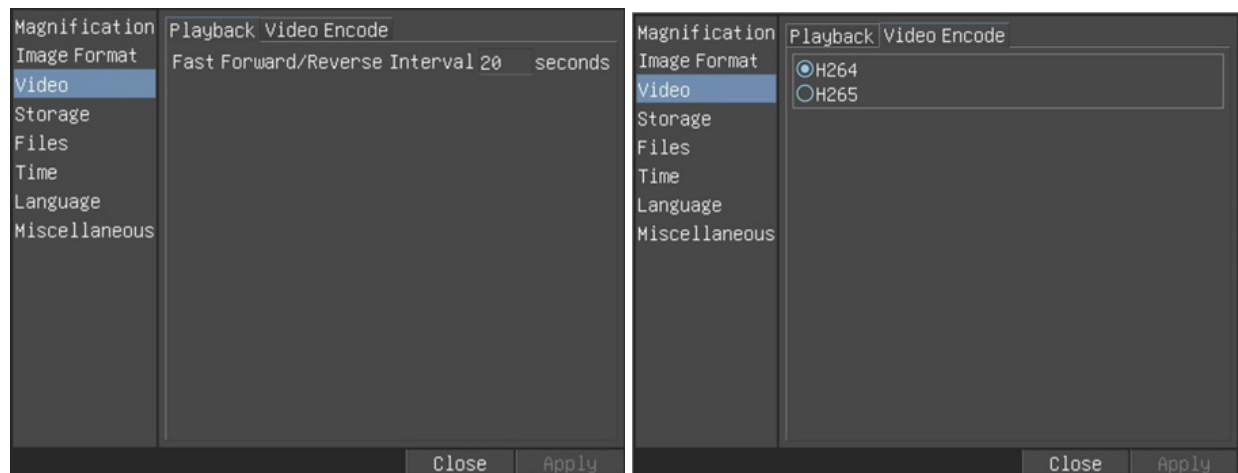 Magnification
Image Format
Video
Storage
Files
Time
Language
Miscellaneous
Playback Video Encode
Fast Forward/Reverse Interval 20 seconds
Close Apply
Magnification
Image Format
Video
Storage
Files
Time
Language
Miscellaneous
Playback Video Encode
H264
H265
Close Apply